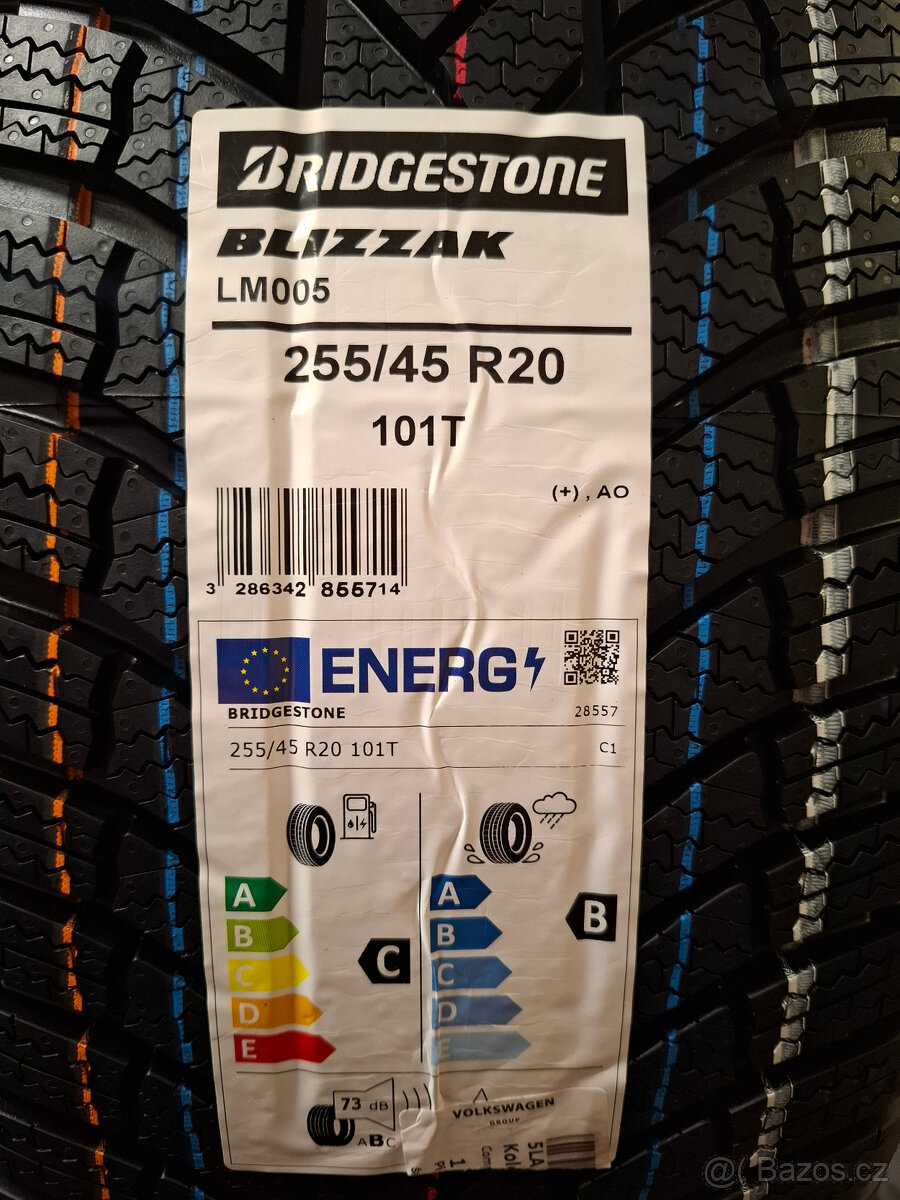 BRIDGESTONE
BLIZZAK
LM005
255/45 R20
101T
(+) , AO
3 286342 855714
ENERG
BRIDGESTONE
28557
255/45 R20 101T
C1
A
A
B
B
B
C
C
C
D
D
E
E
73 dB
ABC
VOLKSWAGEN
GROUP
5LA
@( Bazos.cz